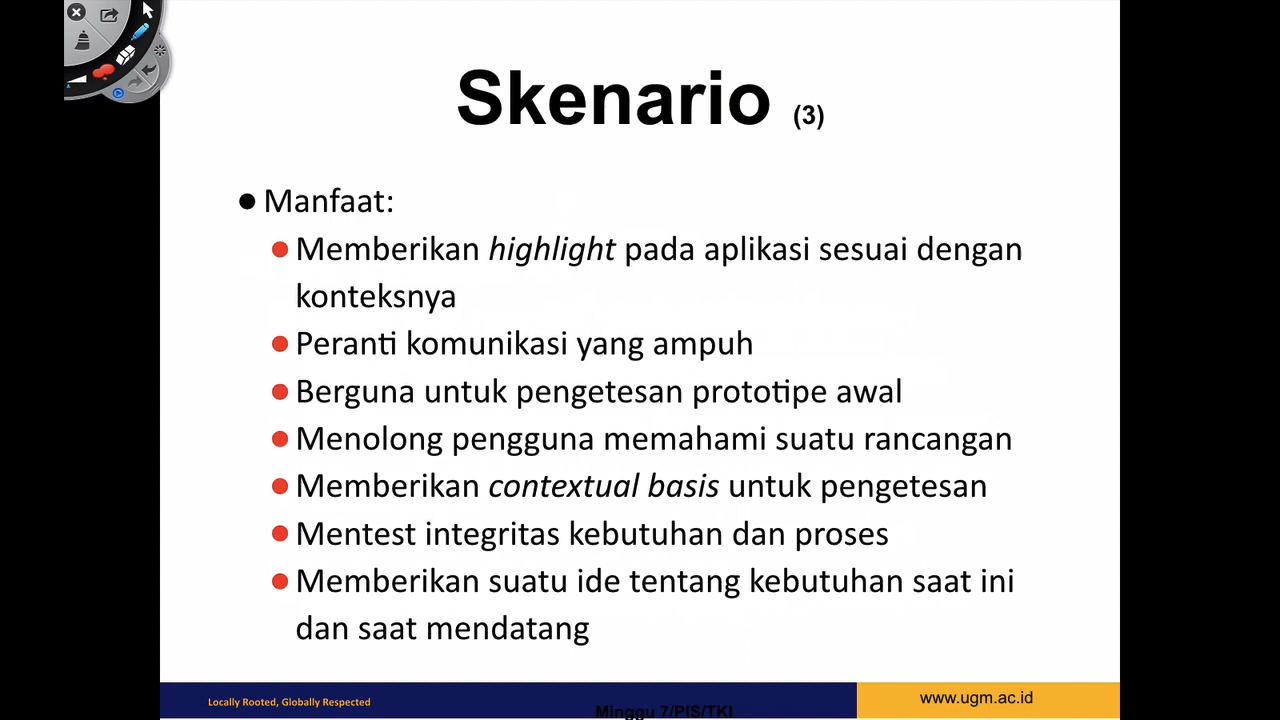 Skenario (3)
Manfaat:
Memberikan highlight pada aplikasi sesuai dengan
konteksnya
Peranti komunikasi yang ampuh
Berguna untuk pengetesan prototipe awal
Menolong pengguna memahami suatu rancangan
Memberikan contextual basis untuk pengetesan
Mentest integritas kebutuhan dan proses
Memberikan suatu ide tentang kebutuhan saat ini
dan saat mendatang
Locally Rooted, Globally Respected
www.ugm.ac.id
Minggu 7/PIS/TKI